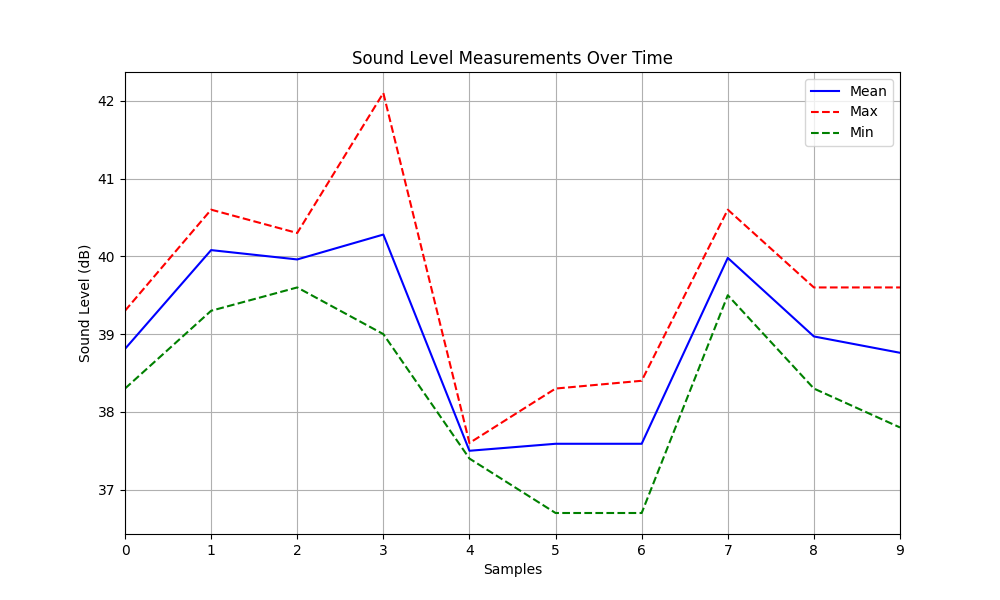 Sound Level Measurements Over Time
Mean
Max
Min
Sound Level (dB)
42
41
40
39
38
37
0 1 2 3 4 5 6 7 8 9
Samples